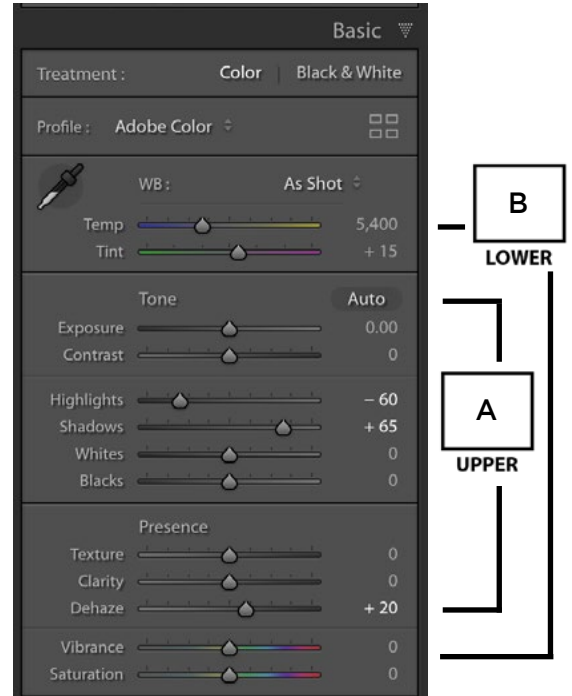 Basic
Treatment : Color | Black & White
Profile : Adobe Color
WB : As Shot
Temp 5,400
Tint + 15
Tone Auto
Exposure 0.00
Contrast 0
Highlights – 60
Shadows + 65
Whites 0
Blacks 0
Presence
Texture 0
Clarity 0
Dehaze + 20
Vibrance 0
Saturation 0
B
LOWER
A
UPPER